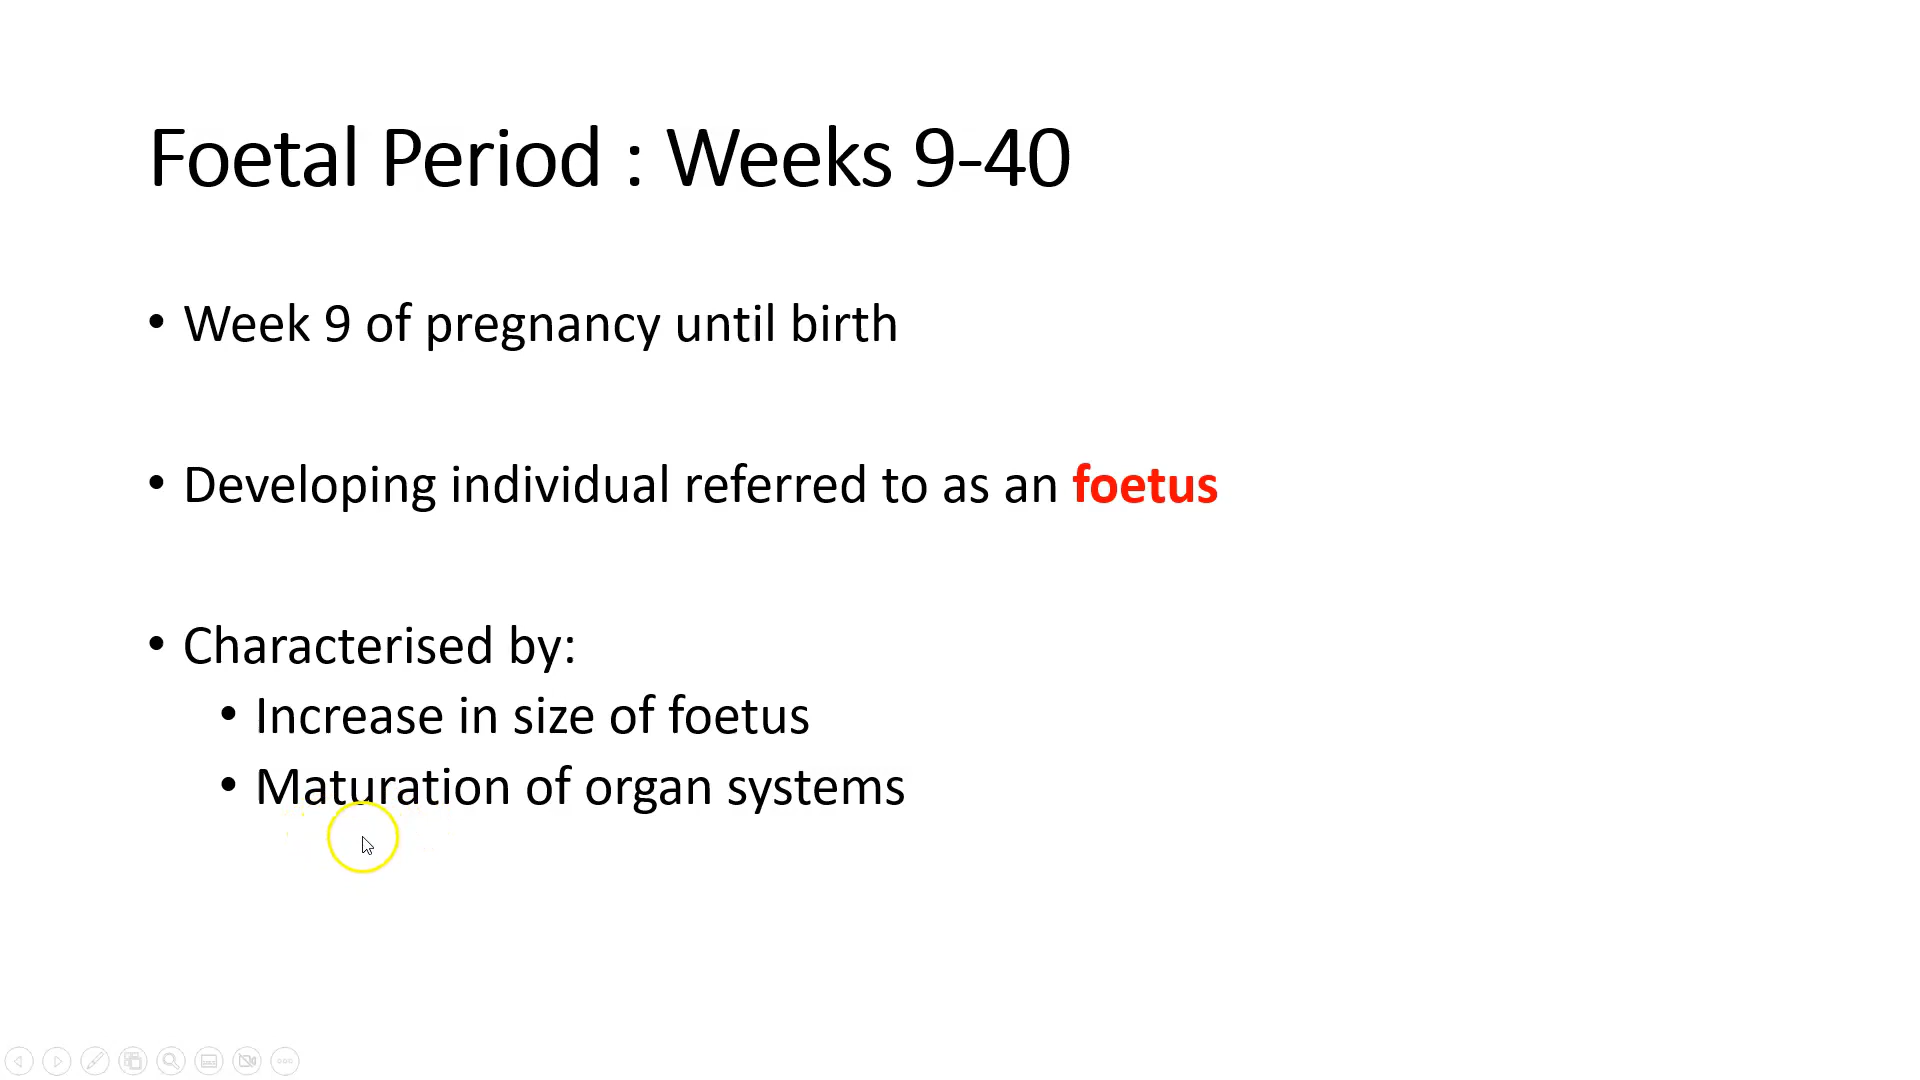 Foetal Period : Weeks 9-40
• Week 9 of pregnancy until birth
• Developing individual referred to as an foetus
• Characterised by:
• Increase in size of foetus
• Maturation of organ systems